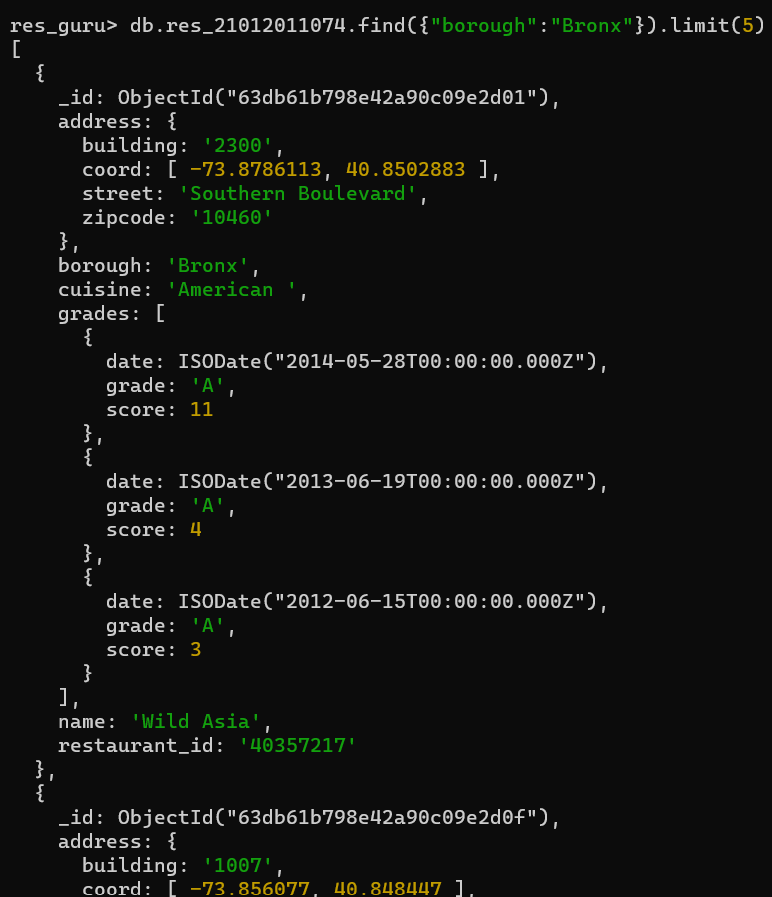 res_guru> db.res_21012011074.find({"borough":"Bronx"}).limit(5)
[
  {
    _id: ObjectId("63db61b798e42a90c09e2d01"),
    address: {
      building: '2300',
      coord: [ -73.8786113, 40.8502883 ],
      street: 'Southern Boulevard',
      zipcode: '10460'
    },
    borough: 'Bronx',
    cuisine: 'American ',
    grades: [
      {
        date: ISODate("2014-05-28T00:00:00.000Z"),
        grade: 'A',
        score: 11
      },
      {
        date: ISODate("2013-06-19T00:00:00.000Z"),
        grade: 'A',
        score: 4
      },
      {
        date: ISODate("2012-06-15T00:00:00.000Z"),
        grade: 'A',
        score: 3
      }
    ],
    name: 'Wild Asia',
    restaurant_id: '40357217'
  },
  {
    _id: ObjectId("63db61b798e42a90c09e2d0f"),
    address: {
      building: '1007',
      coord: [ -73.856077, 40.848447 ],